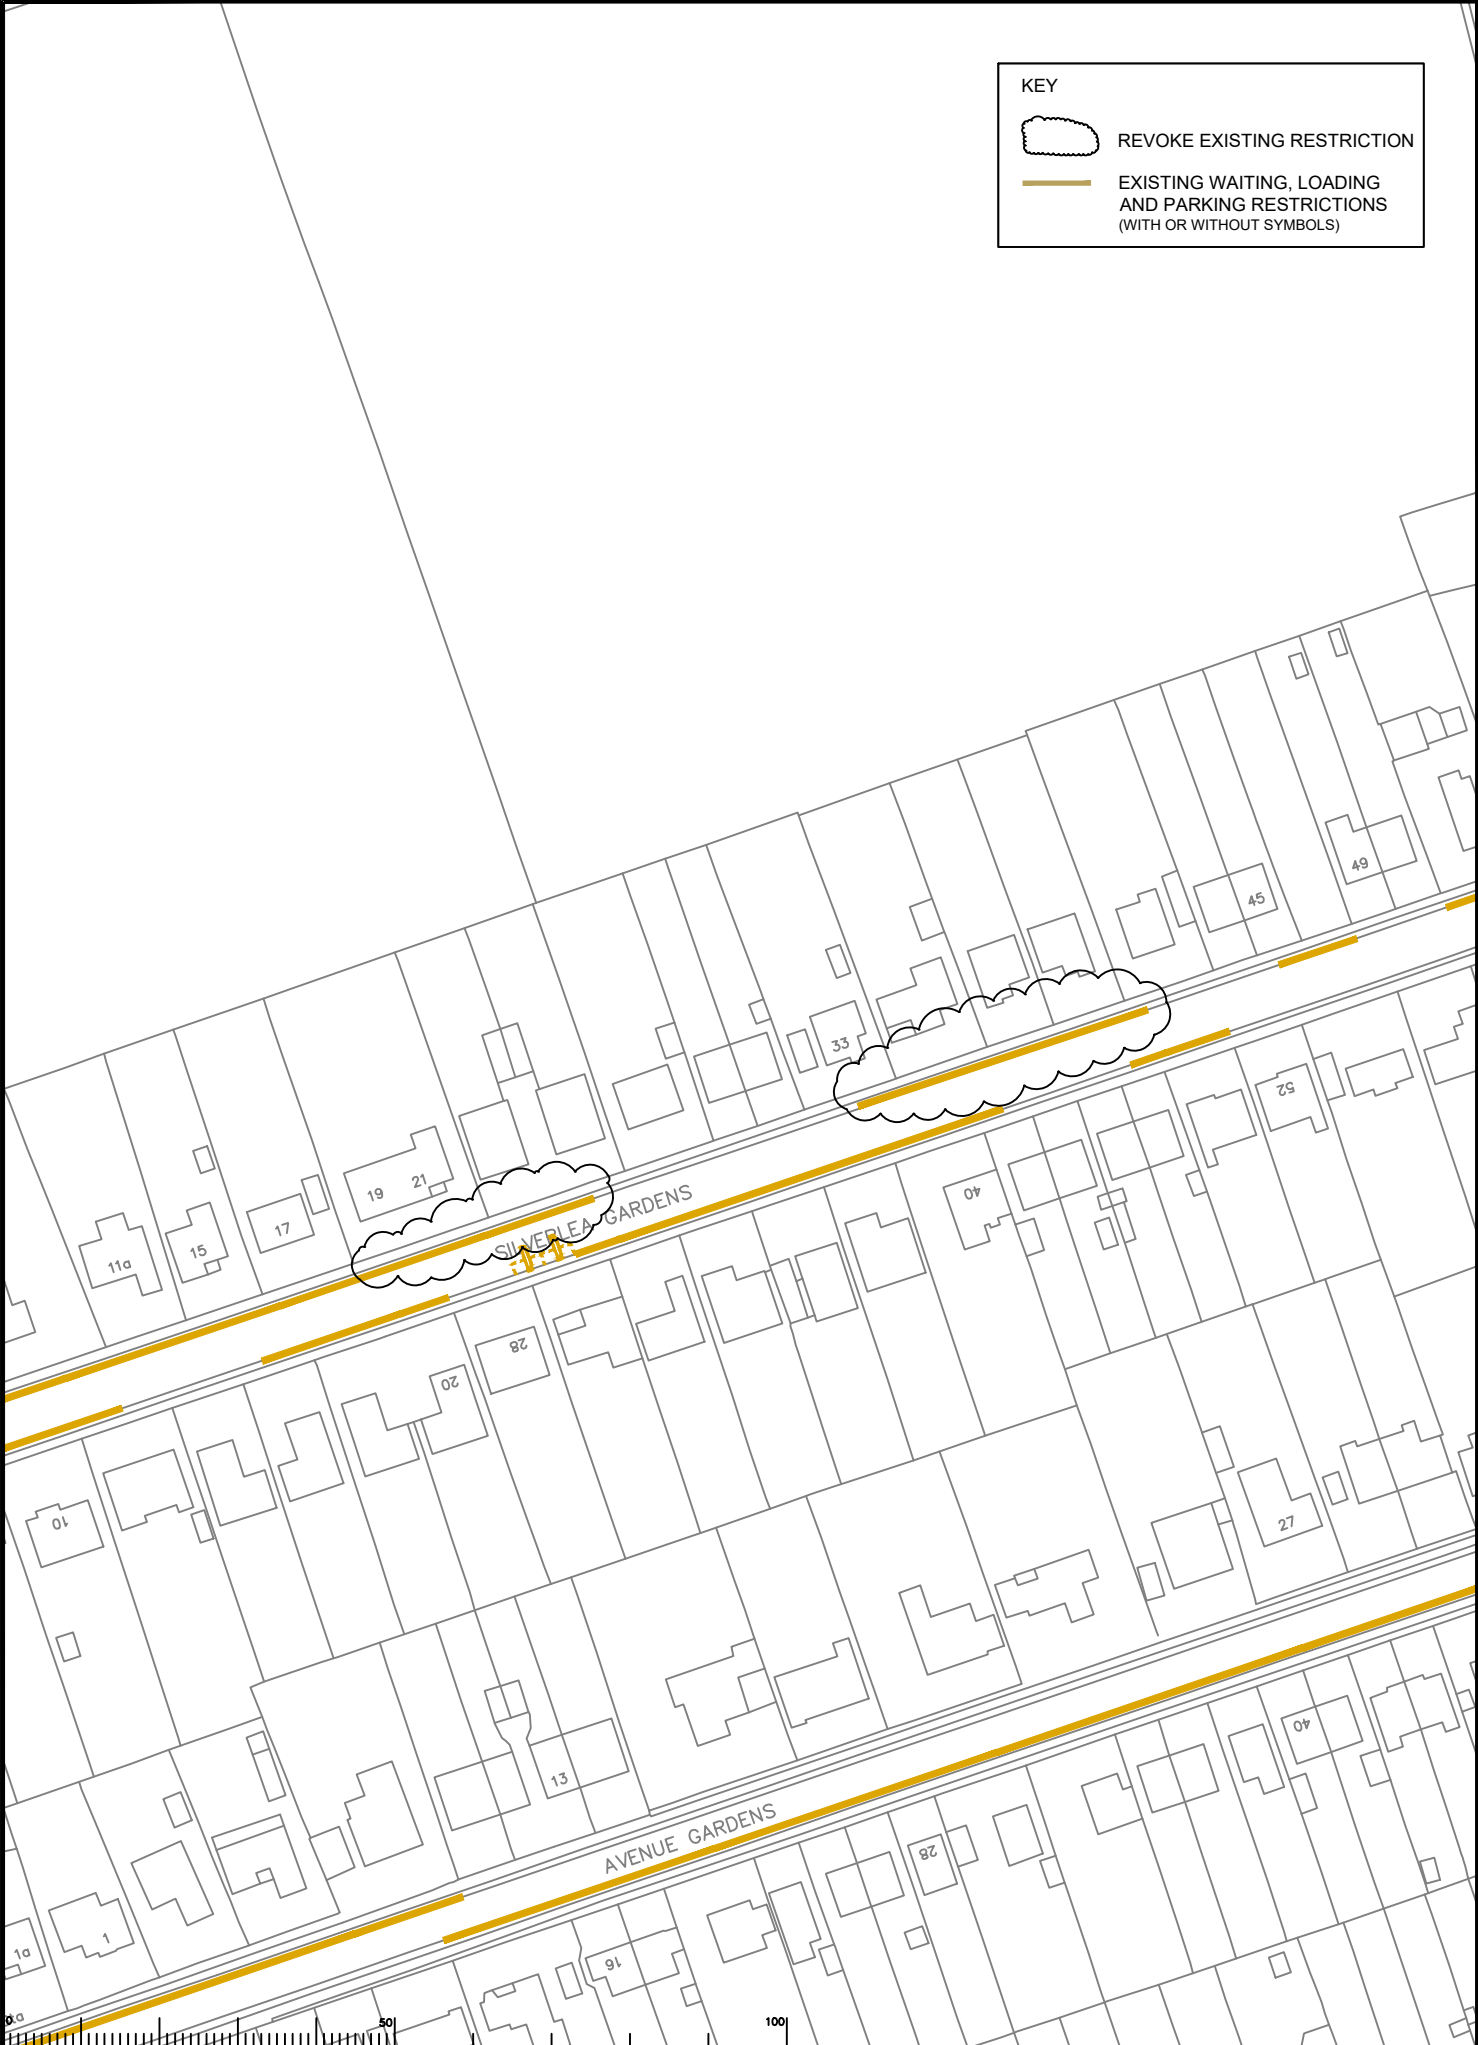 KEY
REVOKE EXISTING RESTRICTION
EXISTING WAITING, LOADING
AND PARKING RESTRICTIONS
(WITH OR WITHOUT SYMBOLS)
49
45
33
52
19 21
40
17
15
11a
SILVERLEA GARDENS
28
20
10
27
13
40
AVENUE GARDENS
28
1
1a
16
0
50
100